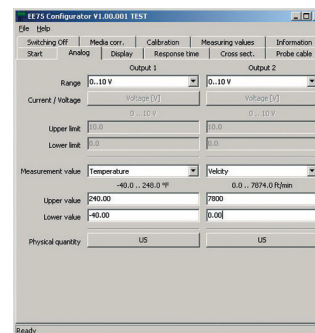 EE75 Configurator V1.00.001 TEST
File Help
Switching Off Media corr. Calibration Measuring values Information
Start Analog Display Response time Cross sect. Probe cable
Output 1 Output 2
Range 0..10 V 0..10 V
Current / Voltage Voltage [V] Voltage [V]
0 .. 10 V 0 .. 10 V
Upper limit 10.0 10.0
Lower limit 0.0 0.0
Measurement value Temperature Velcity
-40.0 .. 248.0 °F 0.0 .. 7874.0 ft/min
Upper value 240.00 7800
Lower value -40.00 0.00
Physical quantity US US
Ready